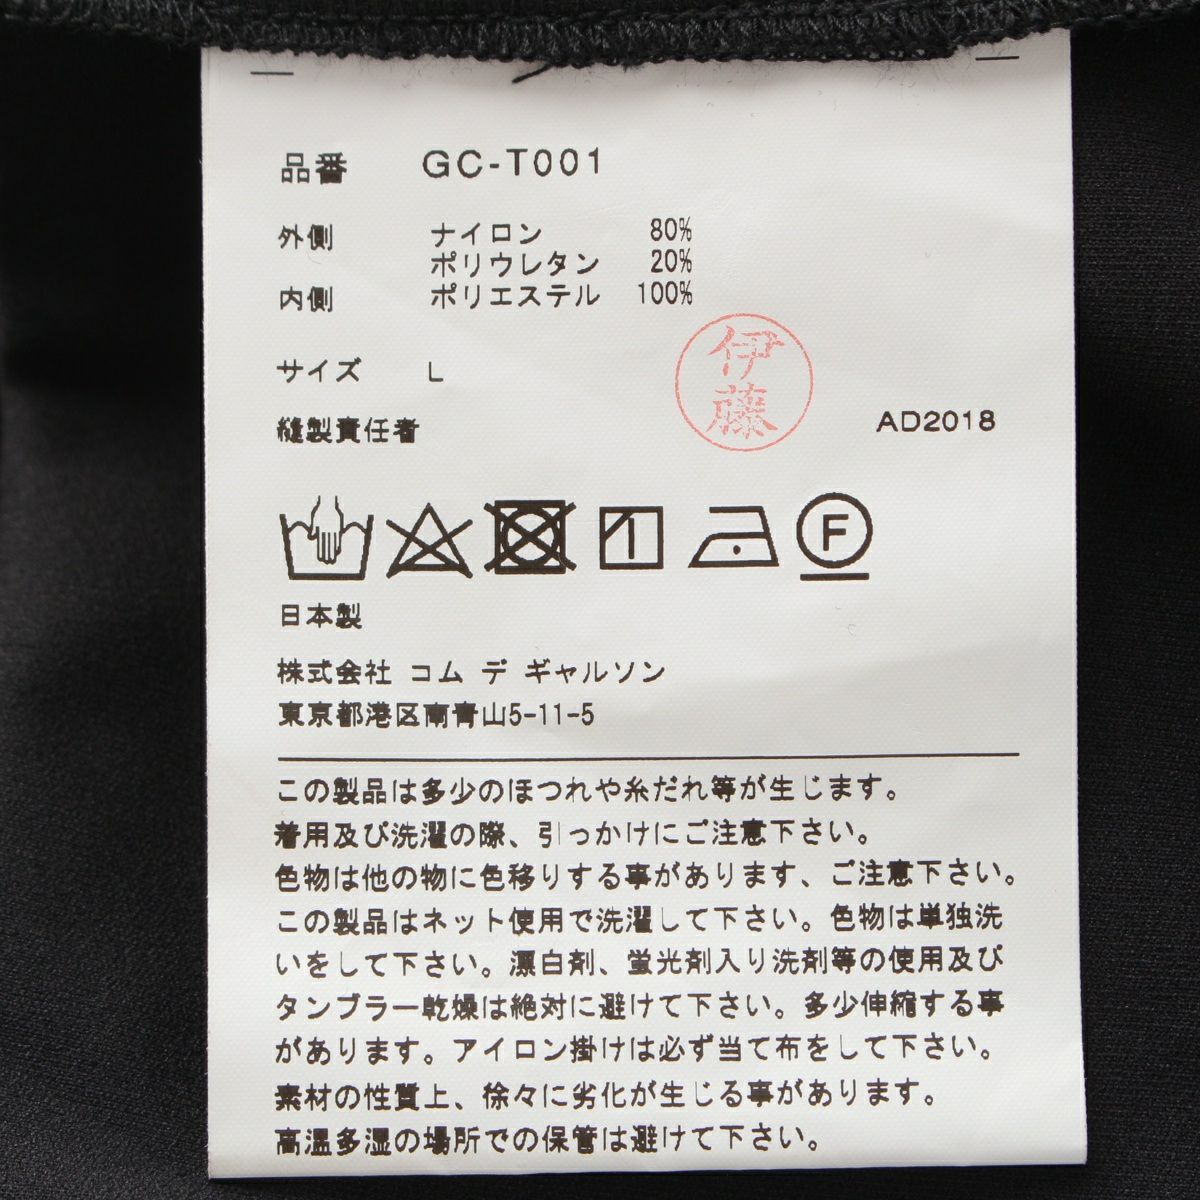 品番 GC-T001
外側 ナイロン 80%
ポリウレタン 20%
内側 ポリエステル 100%
サイズ L
伊藤
縫製責任者
AD2018
F
日本製
株式会社 コム デ ギャルソン
東京都港区南青山5-11-5
この製品は多少のほつれや糸だれ等が生じます。
着用及び洗濯の際、引っかけにご注意下さい。
色物は他の物に色移りする事があります、ご注意下さい。
この製品はネット使用で洗濯して下さい。色物は単独洗
いをして下さい。漂白剤、蛍光剤入り洗剤等の使用及び
タンブラー乾燥は絶対に避けて下さい。多少伸縮する事
があります。アイロン掛けは必ず当て布をして下さい。
素材の性質上、徐々に劣化が生じる事があります。
高温多湿の場所での保管は避けて下さい。